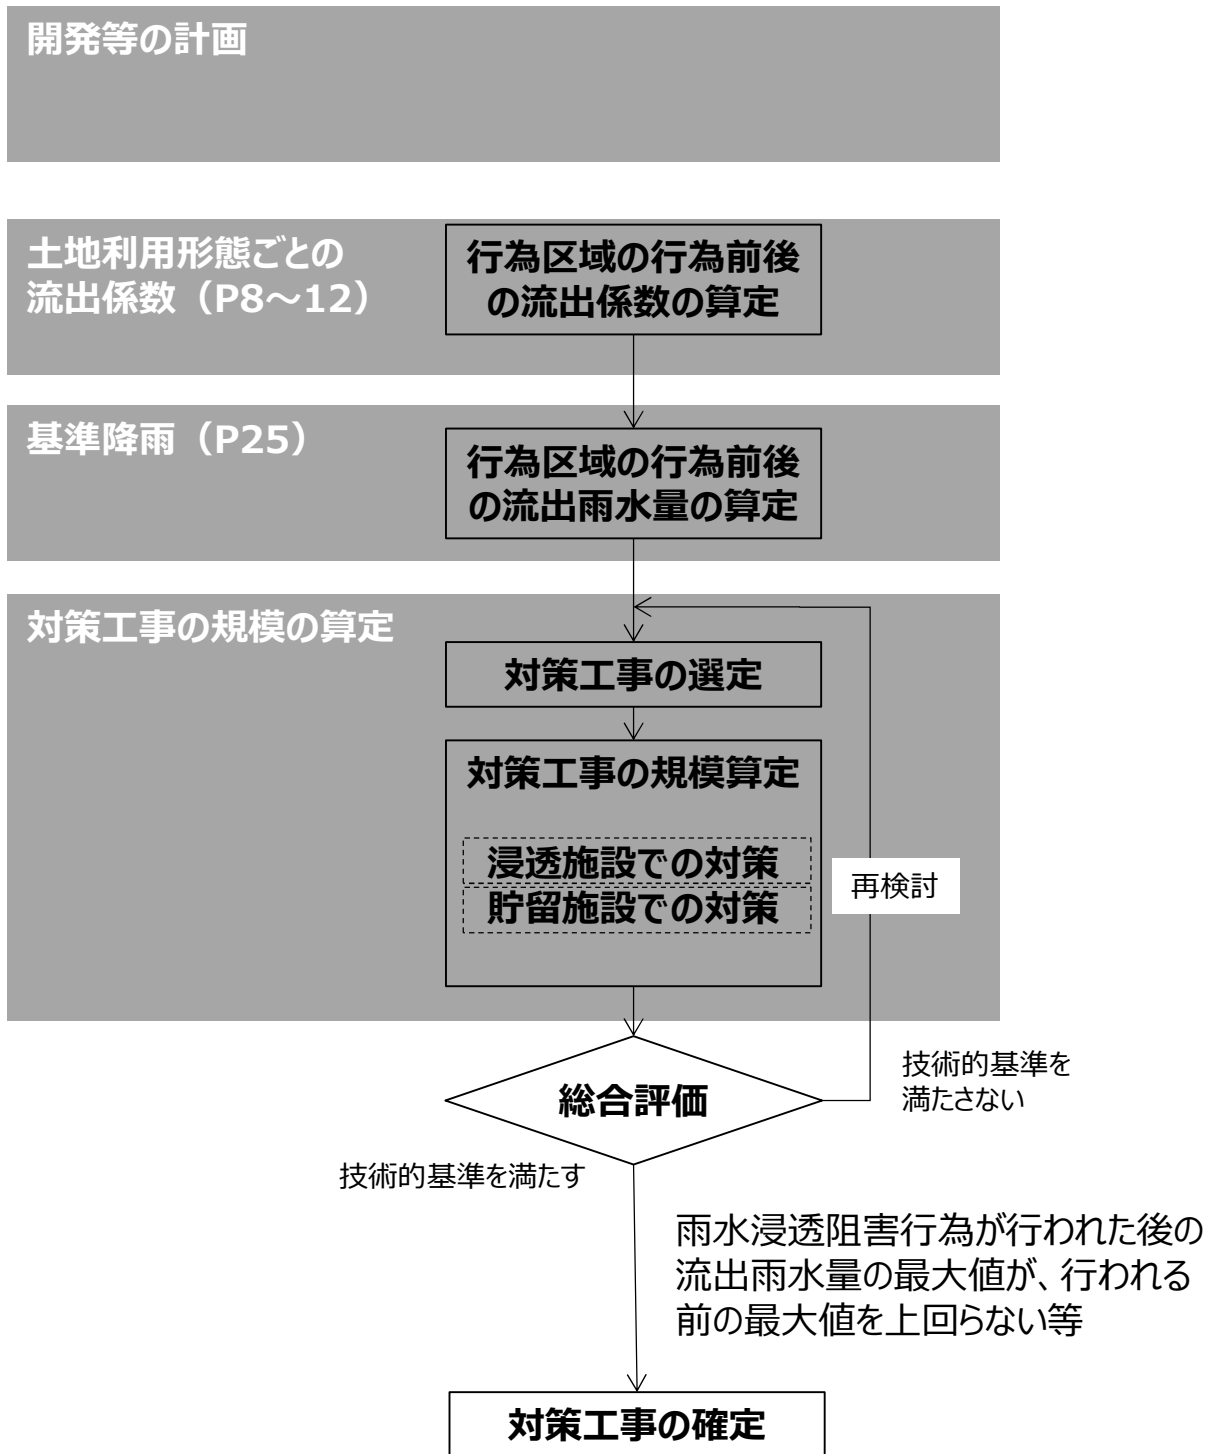 開発等の計画
土地利用形態ごとの
流出係数（P8～12）
行為区域の行為前後
の流出係数の算定
基準降雨（P25）
行為区域の行為前後
の流出雨水量の算定
対策工事の規模の算定
対策工事の選定
対策工事の規模算定
浸透施設での対策
貯留施設での対策
再検討
総合評価
技術的基準を
満たさない
技術的基準を満たす
雨水浸透阻害行為が行われた後の
流出雨水量の最大値が、行われる
前の最大値を上回らない等
対策工事の確定